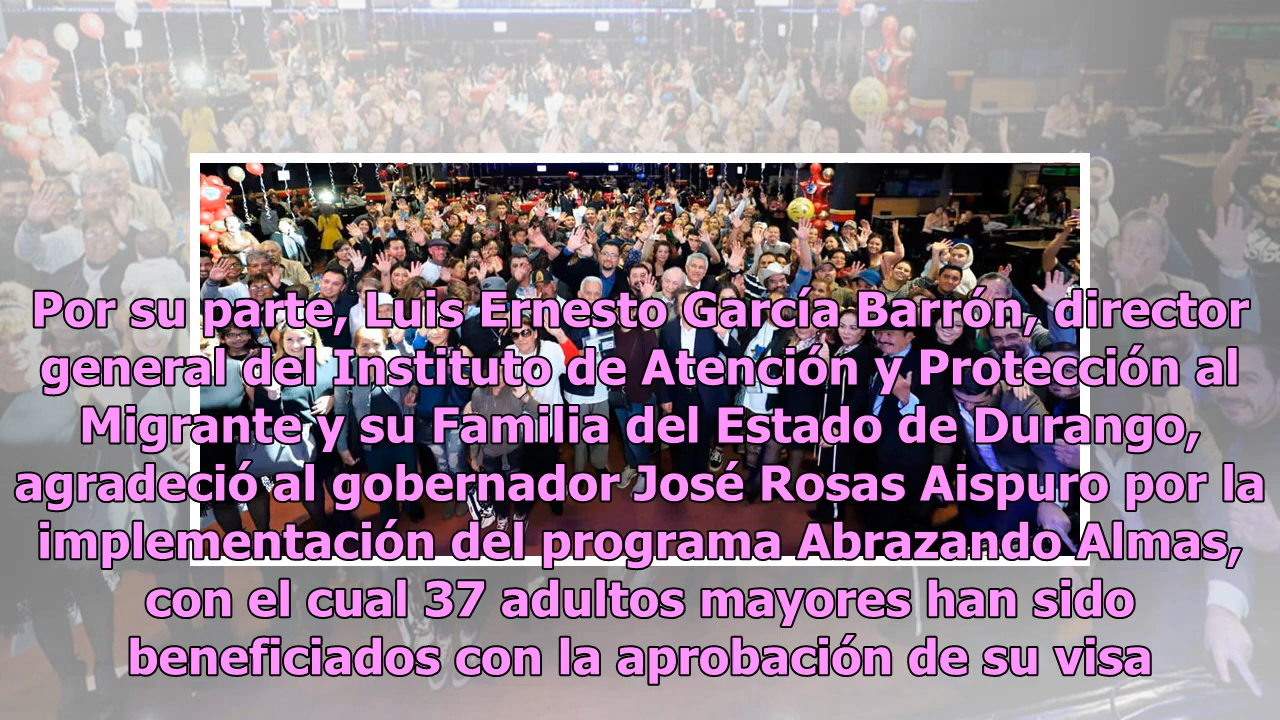 Por su parte, Luis Ernesto García Barrón, director
general del Instituto de Atención y Protección al
Migrante y su Familia del Estado de Durango,
agradeció al gobernador José Rosas Aispuro por la
implementación del programa Abrazando Almas,
con el cual 37 adultos mayores han sido
beneficiados con la aprobación de su visa